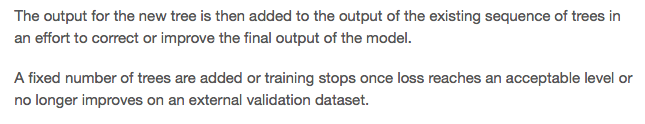 The output for the new tree is then added to the output of the existing sequence of trees in
an effort to correct or improve the final output of the model.
A fixed number of trees are added or training stops once loss reaches an acceptable level or
no longer improves on an external validation dataset.